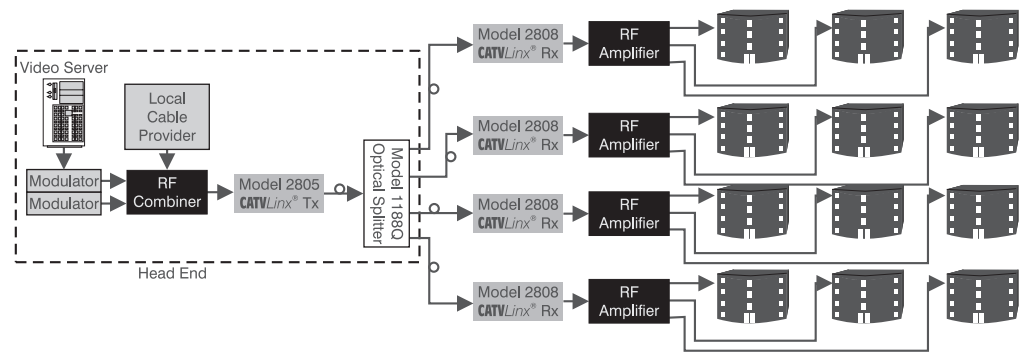 Video Server
Local
Cable
Provider
Modulator
Modulator
RF
Combiner
Model 2805
CATVLinx® Tx
Model 1188Q
Optical Splitter
Head End
Model 2808
CATVLinx® Rx
RF
Amplifier
Model 2808
CATVLinx® Rx
RF
Amplifier
Model 2808
CATVLinx® Rx
RF
Amplifier
Model 2808
CATVLinx® Rx
RF
Amplifier